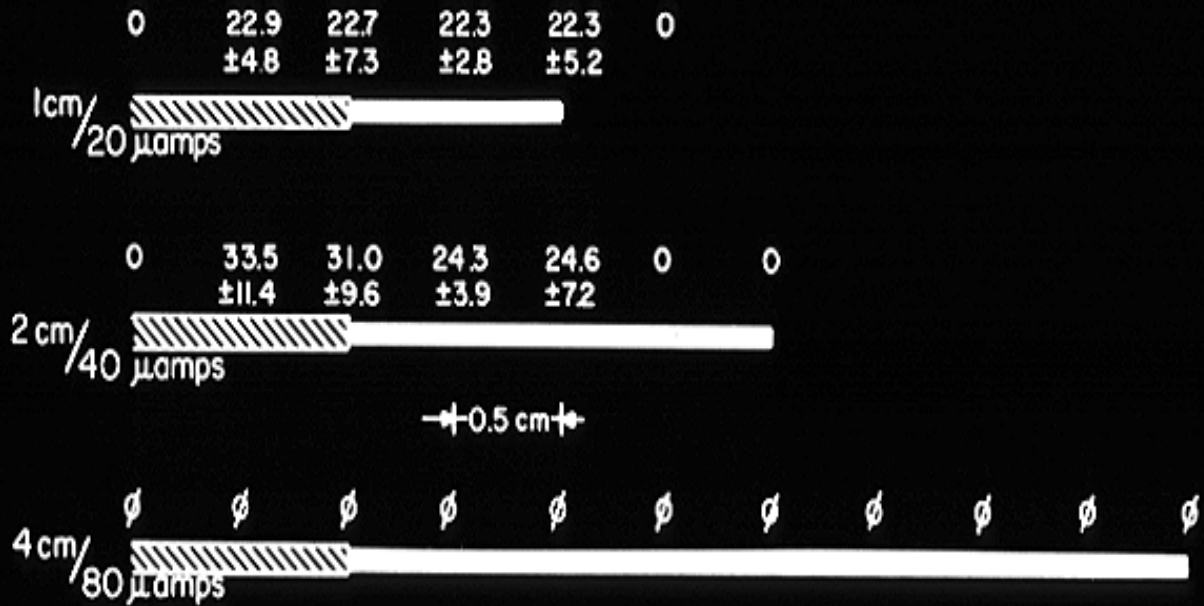 0 22.9 22.7 22.3 22.3 0
±4.8 ±7.3 ±2.8 ±5.2
1cm/20 µamps
0 33.5 31.0 24.3 24.6 0 0
±11.4 ±9.6 ±3.9 ±7.2
2 cm/40 µamps
0.5 cm
ø ø ø ø ø ø ø ø ø ø ø
4 cm/80 µamps